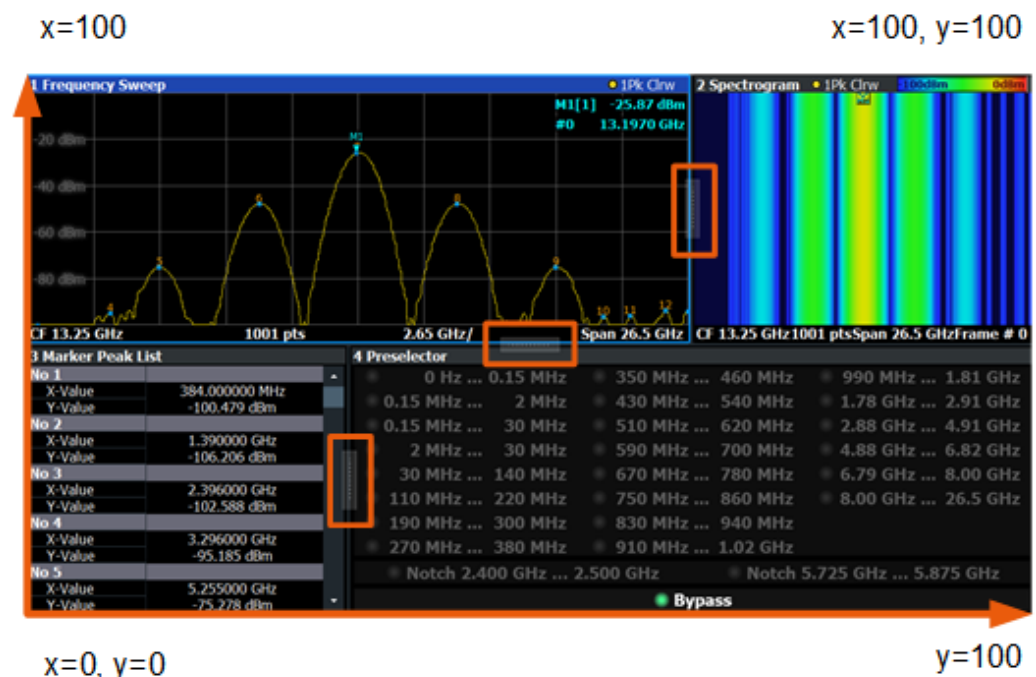 x=100
x=100, y=100
1 Frequency Sweep
1Pk Clrw
M1[1] -25.87 dBm
#0 13.1970 GHz
M1
-20 dBm
-40 dBm
-60 dBm
-80 dBm
4
5
6
8
9
10
11
12
CF 13.25 GHz 1001 pts 2.65 GHz/ Span 26.5 GHz
2 Spectrogram 1Pk Clrw -100dBm 0dBm
CF 13.25 GHz 1001 pts Span 26.5 GHz Frame # 0
3 Marker Peak List
No 1
X-Value 384.000000 MHz
Y-Value -100.479 dBm
No 2
X-Value 1.390000 GHz
Y-Value -106.206 dBm
No 3
X-Value 2.396000 GHz
Y-Value -102.588 dBm
No 4
X-Value 3.296000 GHz
Y-Value -95.185 dBm
No 5
X-Value 5.255000 GHz
Y-Value -75.278 dBm
4 Preselector
0 Hz ... 0.15 MHz 350 MHz ... 460 MHz 990 MHz ... 1.81 GHz
0.15 MHz ... 2 MHz 430 MHz ... 540 MHz 1.78 GHz ... 2.91 GHz
0.15 MHz ... 30 MHz 510 MHz ... 620 MHz 2.88 GHz ... 4.91 GHz
2 MHz ... 30 MHz 590 MHz ... 700 MHz 4.88 GHz ... 6.82 GHz
30 MHz ... 140 MHz 670 MHz ... 780 MHz 6.79 GHz ... 8.00 GHz
110 MHz ... 220 MHz 750 MHz ... 860 MHz 8.00 GHz ... 26.5 GHz
190 MHz ... 300 MHz 830 MHz ... 940 MHz
270 MHz ... 380 MHz 910 MHz ... 1.02 GHz
Notch 2.400 GHz ... 2.500 GHz Notch 5.725 GHz ... 5.875 GHz
Bypass
x=0, y=0
y=100